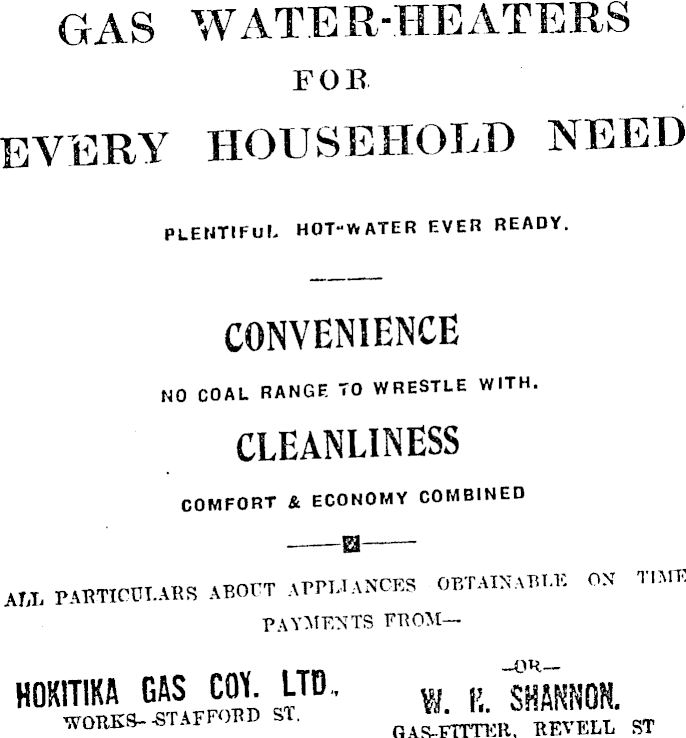 GAS WATER-HEATERS
FOR
EVERY HOUSEHOLD NEED
PLENTIFUL HOT-WATER EVER READY.
CONVENIENCE
NO COAL RANGE TO WRESTLE WITH.
CLEANLINESS
COMFORT & ECONOMY COMBINED
ALL PARTICULARS ABOUT APPLIANCES OBTAINABLE ON TIME
PAYMENTS FROM—
HOKITIKA GAS COY. LTD.,
WORKS--STAFFORD ST.
—OR—
W. SHANNON.
GAS-FITTER, REVELL ST